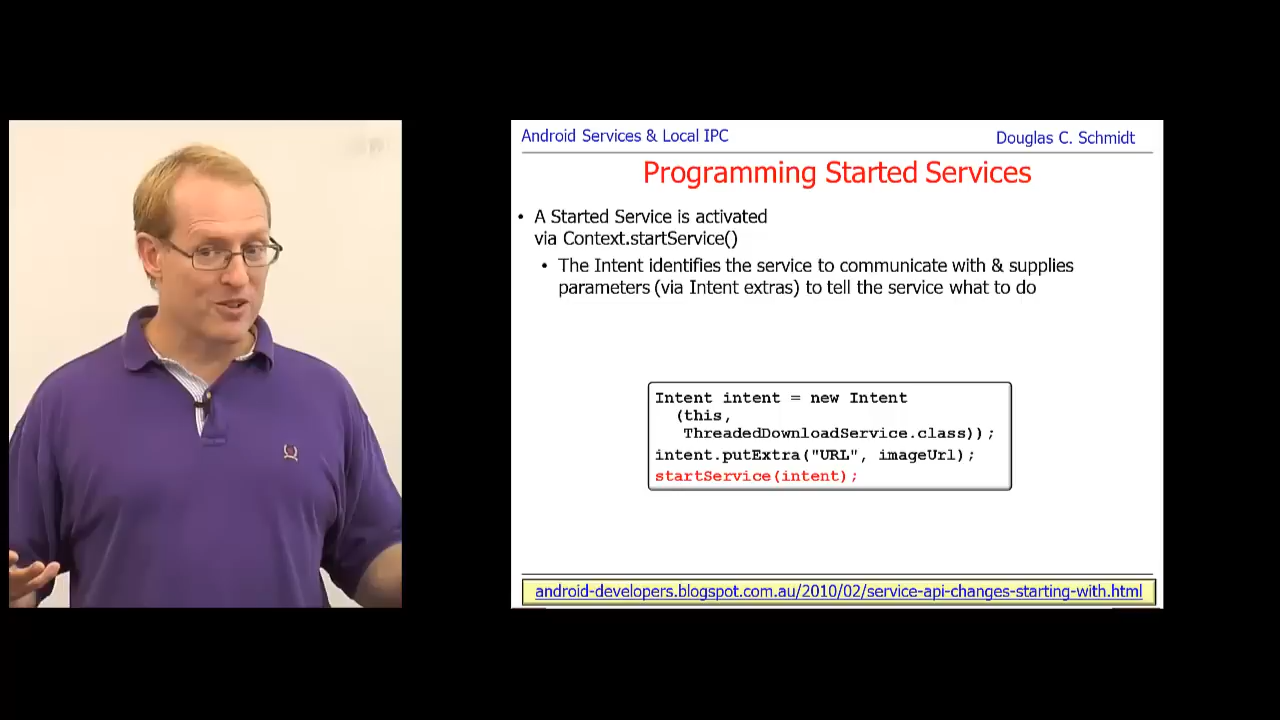 Android Services & Local IPC
Douglas C. Schmidt
Programming Started Services
• A Started Service is activated
via Context.startService()
• The Intent identifies the service to communicate with & supplies
parameters (via Intent extras) to tell the service what to do
Intent intent = new Intent
(this,
ThreadedDownloadService.class));
intent.putExtra("URL", imageUrl);
startService(intent);
android-developers.blogspot.com.au/2010/02/service-api-changes-starting-with.html